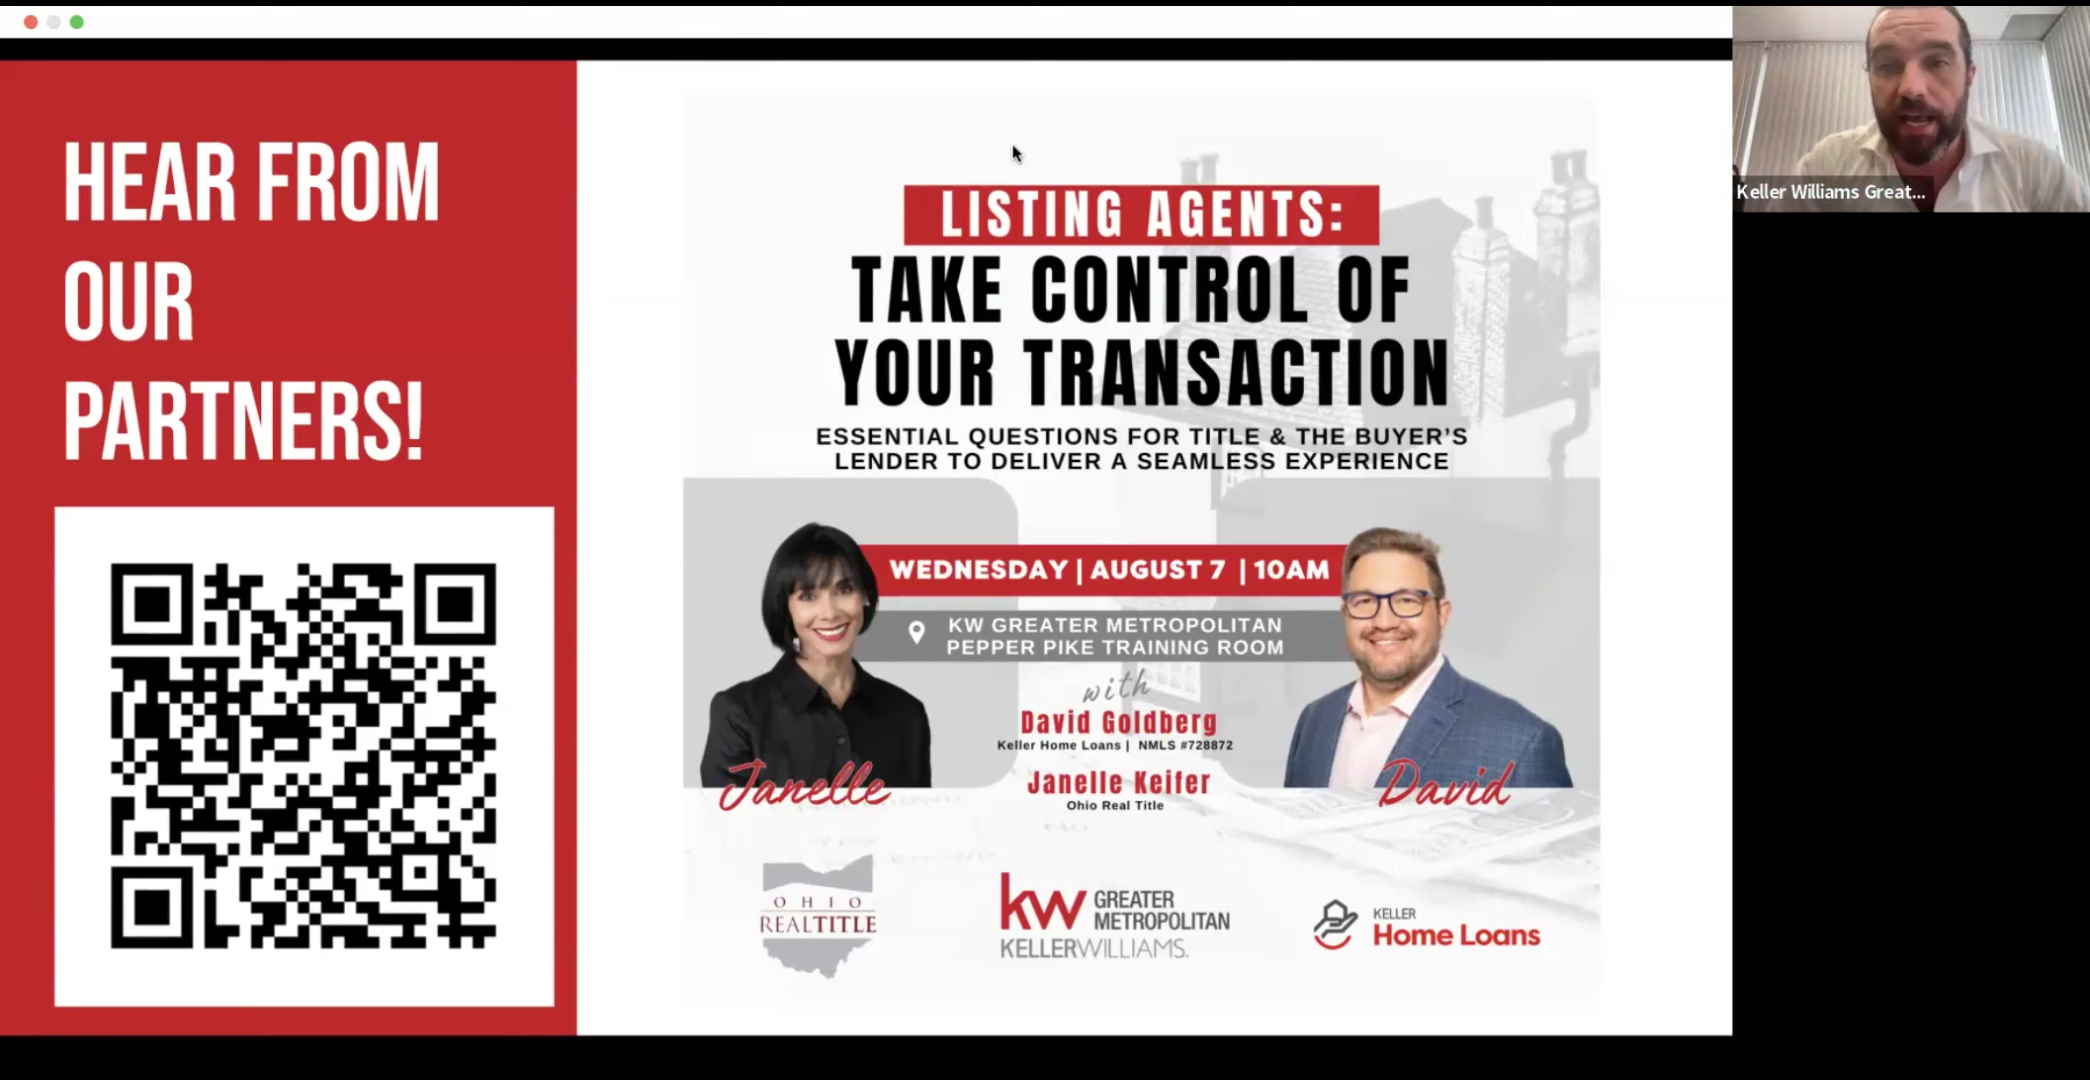 HEAR FROM
OUR
PARTNERS!
LISTING AGENTS:
TAKE CONTROL OF
YOUR TRANSACTION
ESSENTIAL QUESTIONS FOR TITLE & THE BUYER'S
LENDER TO DELIVER A SEAMLESS EXPERIENCE
WEDNESDAY | AUGUST 7 | 10AM
KW GREATER METROPOLITAN
PEPPER PIKE TRAINING ROOM
with
David Goldberg
Keller Home Loans | NMLS #728872
Janelle Keifer
Ohio Real Title
Janelle
David
OHIO
REALTITLE
kw GREATER
METROPOLITAN
KELLERWILLIAMS.
KELLER
Home Loans
Keller Williams Great...